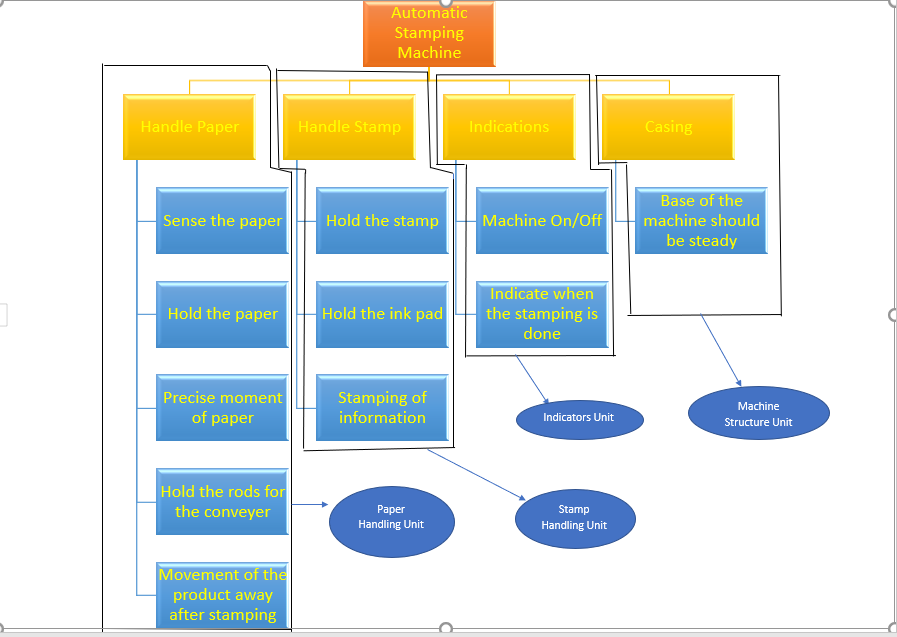 Automatic
Stamping
Machine
Handle Paper
Handle Stamp
Indications
Casing
Sense the paper
Hold the paper
Precise moment
of paper
Hold the rods for
the conveyer
Movement of the
product away
after stamping
Hold the stamp
Hold the ink pad
Stamping of
information
Machine On/Off
Indicate when
the stamping is
done
Base of the
machine should
be steady
Paper
Handling Unit
Stamp
Handling Unit
Indicators Unit
Machine
Structure Unit